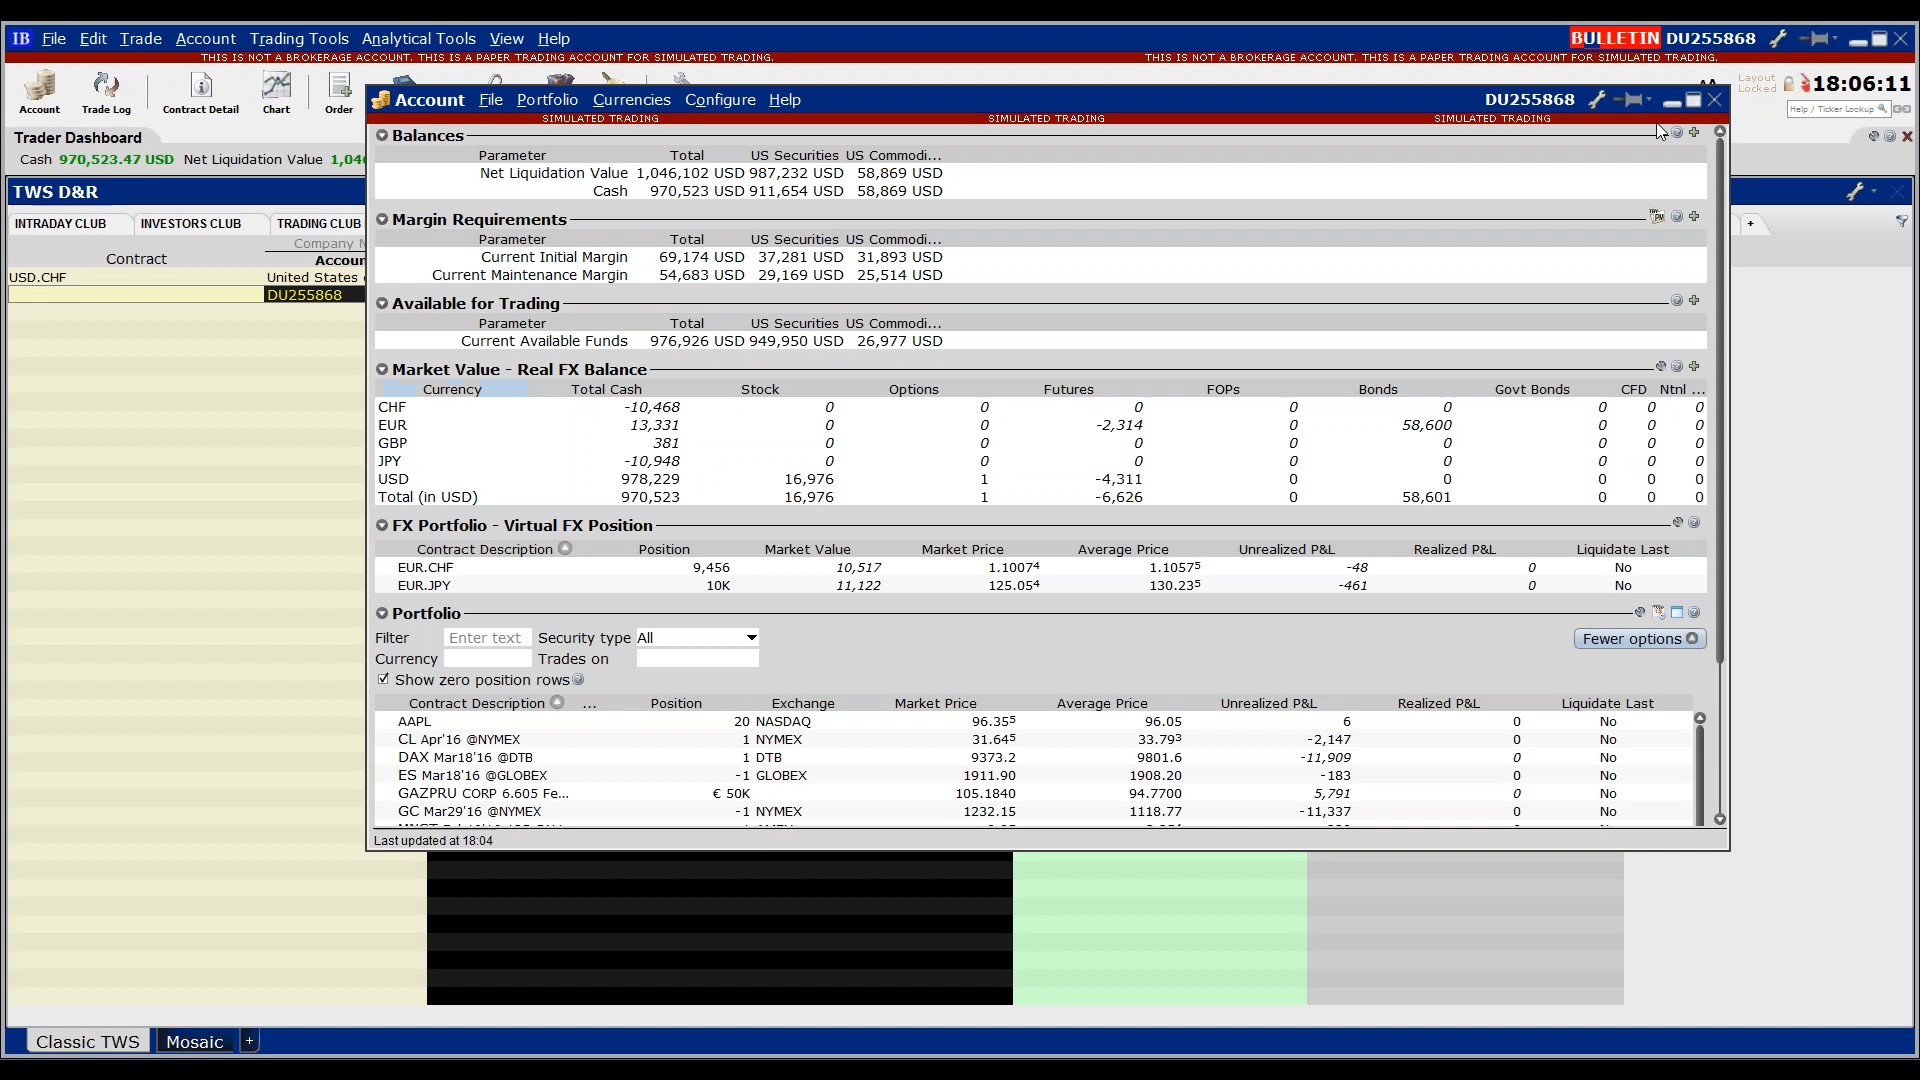 IB File Edit Trade Account Trading Tools Analytical Tools View Help BULLETIN DU255868
THIS IS NOT A BROKERAGE ACCOUNT. THIS IS A PAPER TRADING ACCOUNT FOR SIMULATED TRADING. THIS IS NOT A BROKERAGE ACCOUNT. THIS IS A PAPER TRADING ACCOUNT FOR SIMULATED TRADING.
Layout Locked 18:06:11
Account Trade Log Contract Detail Chart Order
Help / Ticker Lookup
Account File Portfolio Currencies Configure Help DU255868
SIMULATED TRADING SIMULATED TRADING SIMULATED TRADING
Trader Dashboard
Cash 970,523.47 USD Net Liquidation Value
TWS D&R
INTRADAY CLUB INVESTORS CLUB TRADING CLUB +
Contract
USD.CHF United States
DU255868
Balances
Parameter Total US Securities US Commodi...
Net Liquidation Value 1,046,102 USD 987,232 USD 58,869 USD
Cash 970,523 USD 911,654 USD 58,869 USD
Margin Requirements
Parameter Total US Securities US Commodi...
Current Initial Margin 69,174 USD 37,281 USD 31,893 USD
Current Maintenance Margin 54,683 USD 29,169 USD 25,514 USD
Available for Trading
Parameter Total US Securities US Commodi...
Current Available Funds 976,926 USD 949,950 USD 26,977 USD
Market Value - Real FX Balance
Currency Total Cash Stock Options Futures FOPs Bonds Govt Bonds CFD Ntnl ...
CHF -10,468 0 0 0 0 0 0 0 0
EUR 13,331 0 0 -2,314 0 58,600 0 0 0
GBP 381 0 0 0 0 0 0 0 0
JPY -10,948 0 0 0 0 0 0 0 0
USD 978,229 16,976 1 -4,311 0 0 0 0 0
Total (in USD) 970,523 16,976 1 -6,626 0 58,601 0 0 0
FX Portfolio - Virtual FX Position
Contract Description Position Market Value Market Price Average Price Unrealized P&L Realized P&L Liquidate Last
EUR.CHF 9,456 10,517 1.1007⁴ 1.1057⁵ -48 0 No
EUR.JPY 10K 11,122 125.05⁴ 130.23⁵ -461 0 No
Portfolio
Filter Enter text Security type All Fewer options
Currency Trades on
Show zero position rows
Contract Description ... Position Exchange Market Price Average Price Unrealized P&L Realized P&L Liquidate Last
AAPL 20 NASDAQ 96.35⁵ 96.05 6 0 No
CL Apr'16 @NYMEX 1 NYMEX 31.64⁵ 33.79³ -2,147 0 No
DAX Mar18'16 @DTB 1 DTB 9373.2 9801.6 -11,909 0 No
ES Mar18'16 @GLOBEX -1 GLOBEX 1911.90 1908.20 -183 0 No
GAZPRU CORP 6.605 Fe... € 50K 105.1840 94.7700 5,791 0 No
GC Mar29'16 @NYMEX -1 NYMEX 1232.15 1118.77 -11,337 0 No
Last updated at 18:04
Classic TWS Mosaic +